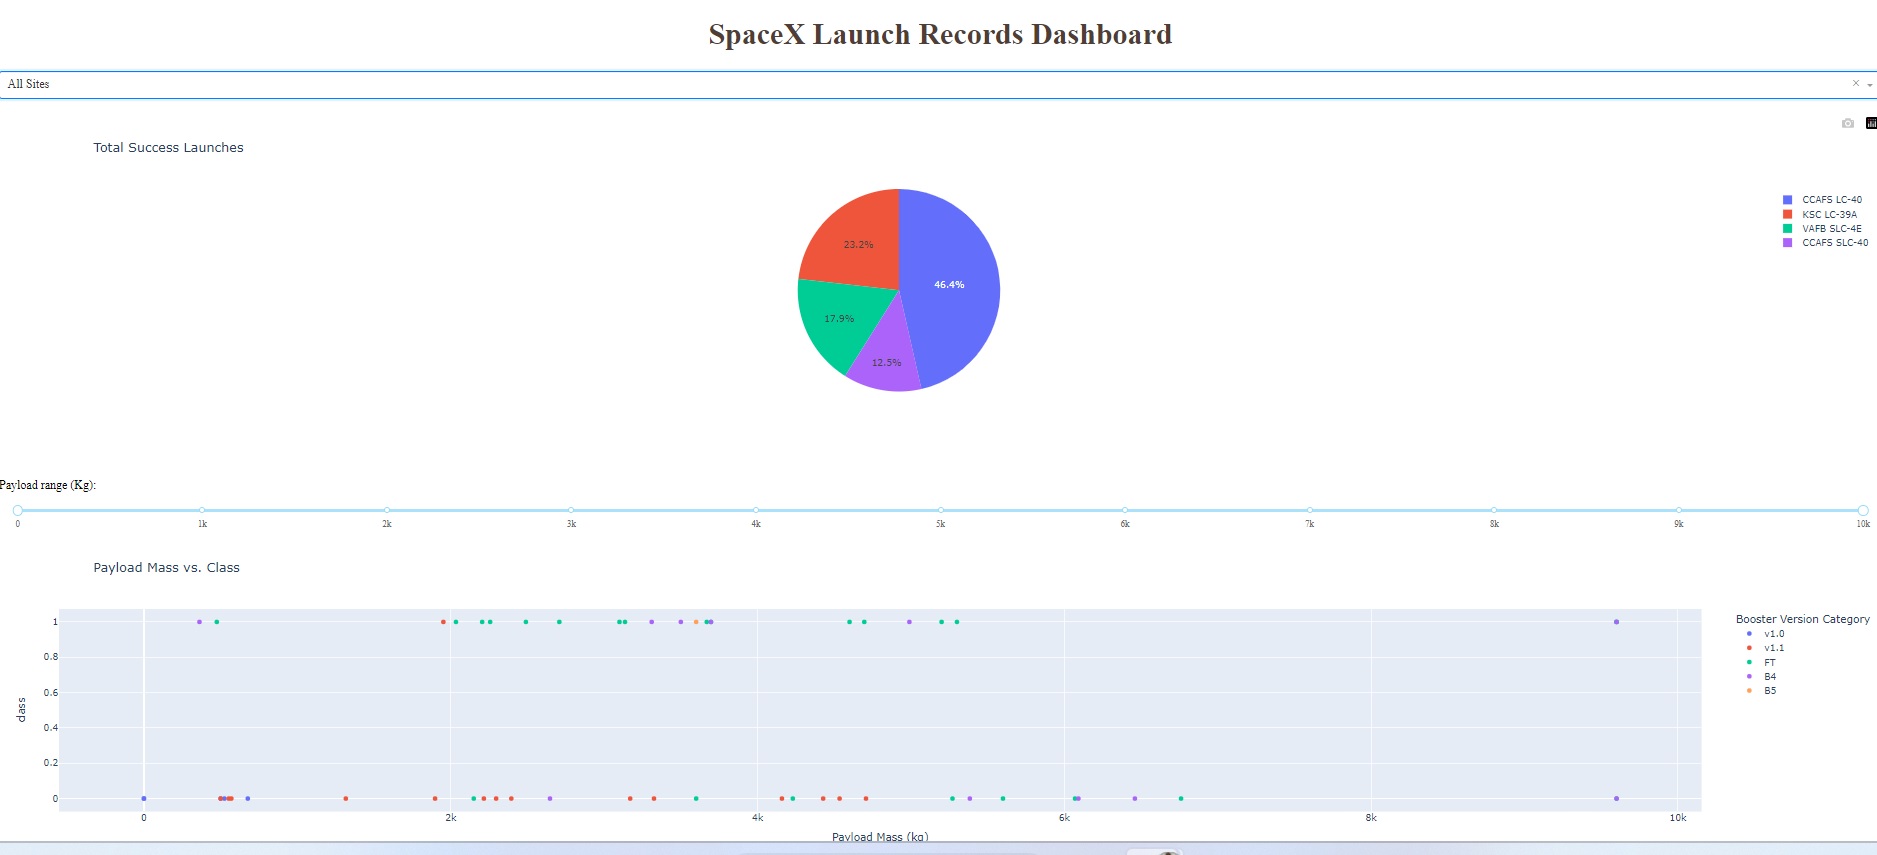 SpaceX Launch Records Dashboard
All Sites
Total Success Launches
CCAFS LC-40
KSC LC-39A
VAFB SLC-4E
CCAFS SLC-40
23.2%
46.4%
17.9%
12.5%
Payload range (Kg):
0 1k 2k 3k 4k 5k 6k 7k 8k 9k 10k
Payload Mass vs. Class
Booster Version Category
v1.0
v1.1
FT
B4
B5
1
0.8
0.6
0.4
0.2
0
class
0 2k 4k 6k 8k 10k
Payload Mass (kg)